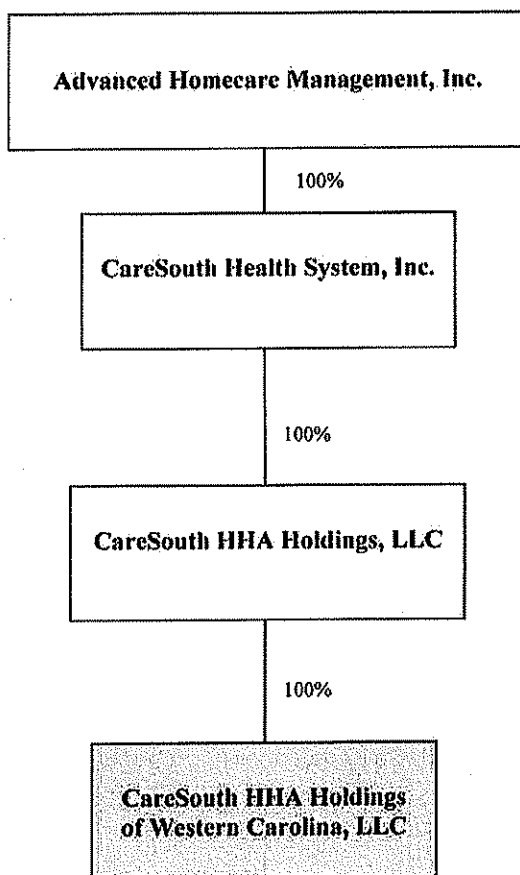 Advanced Homecare Management, Inc.
100%
CareSouth Health System, Inc.
100%
CareSouth HHA Holdings, LLC
100%
CareSouth HHA Holdings
of Western Carolina, LLC